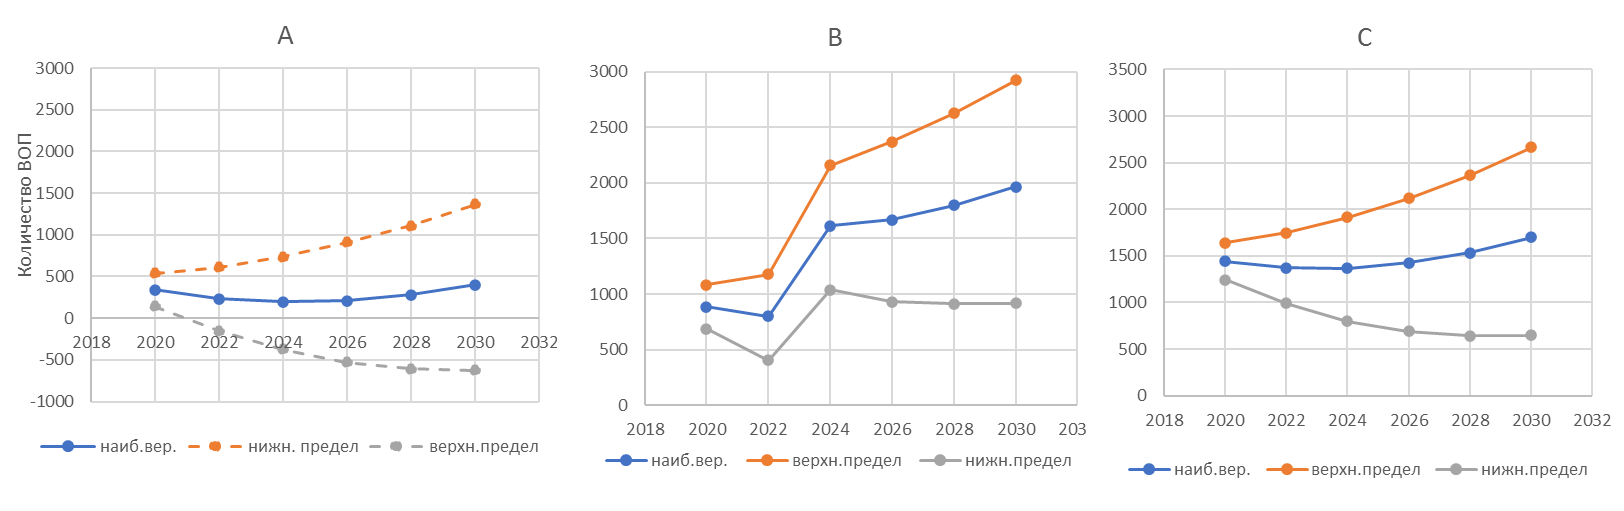 A
Количество ВОП
3000
2500
2000
1500
1000
500
0
-500
-1000
2018 2020 2022 2024 2026 2028 2030 2032
наиб.вер. нижн. предел верхн.предел
B
3000
2500
2000
1500
1000
500
0
2018 2020 2022 2024 2026 2028 2030 203
наиб.вер. верхн.предел нижн.предел
C
3500
3000
2500
2000
1500
1000
500
0
2018 2020 2022 2024 2026 2028 2030 2032
наиб.вер. верхн.предел нижн.предел